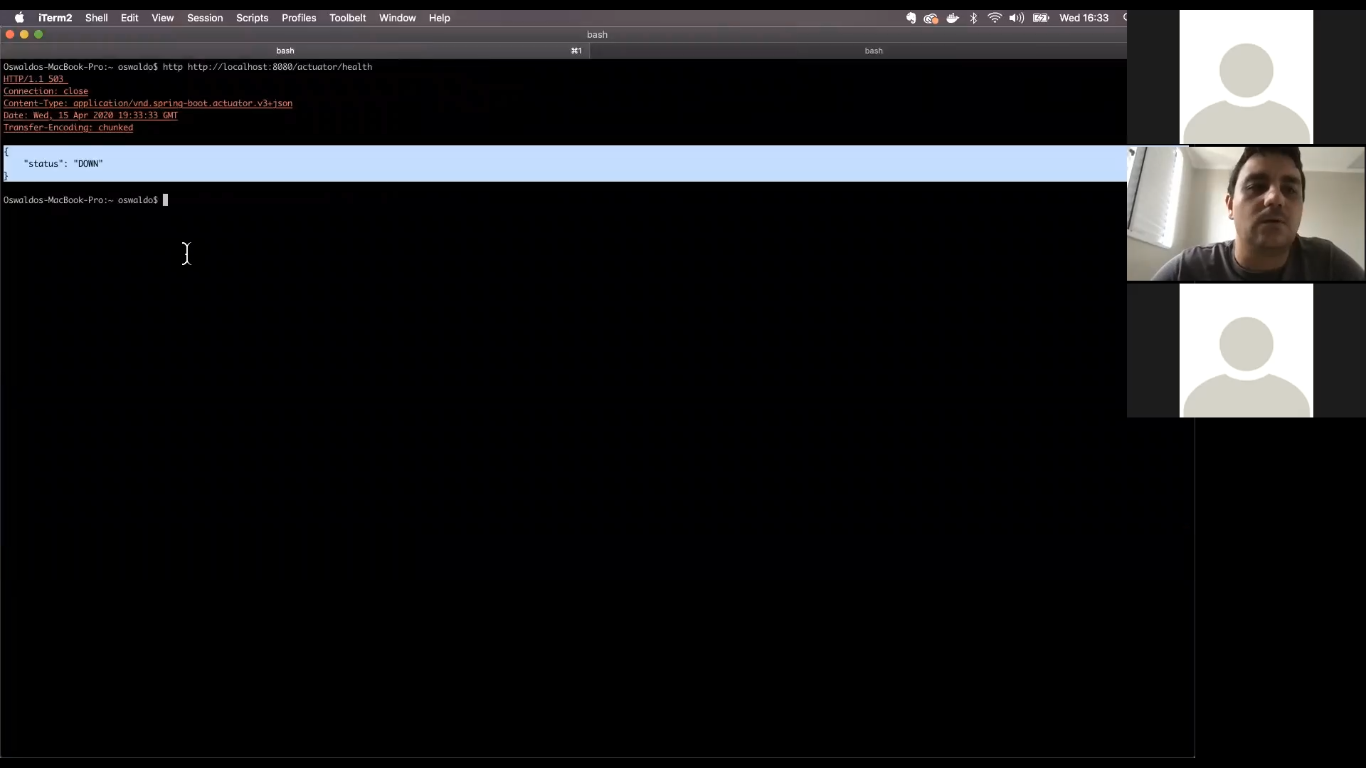 iTerm2 Shell Edit View Session Scripts Profiles Toolbelt Window Help Wed 16:33
bash
bash ⌘1 bash
Oswaldos-MacBook-Pro:~ oswaldo$ http http://localhost:8080/actuator/health
HTTP/1.1 503
Connection: close
Content-Type: application/vnd.spring-boot.actuator.v3+json
Date: Wed, 15 Apr 2020 19:33:33 GMT
Transfer-Encoding: chunked
{
"status": "DOWN"
}
Oswaldos-MacBook-Pro:~ oswaldo$